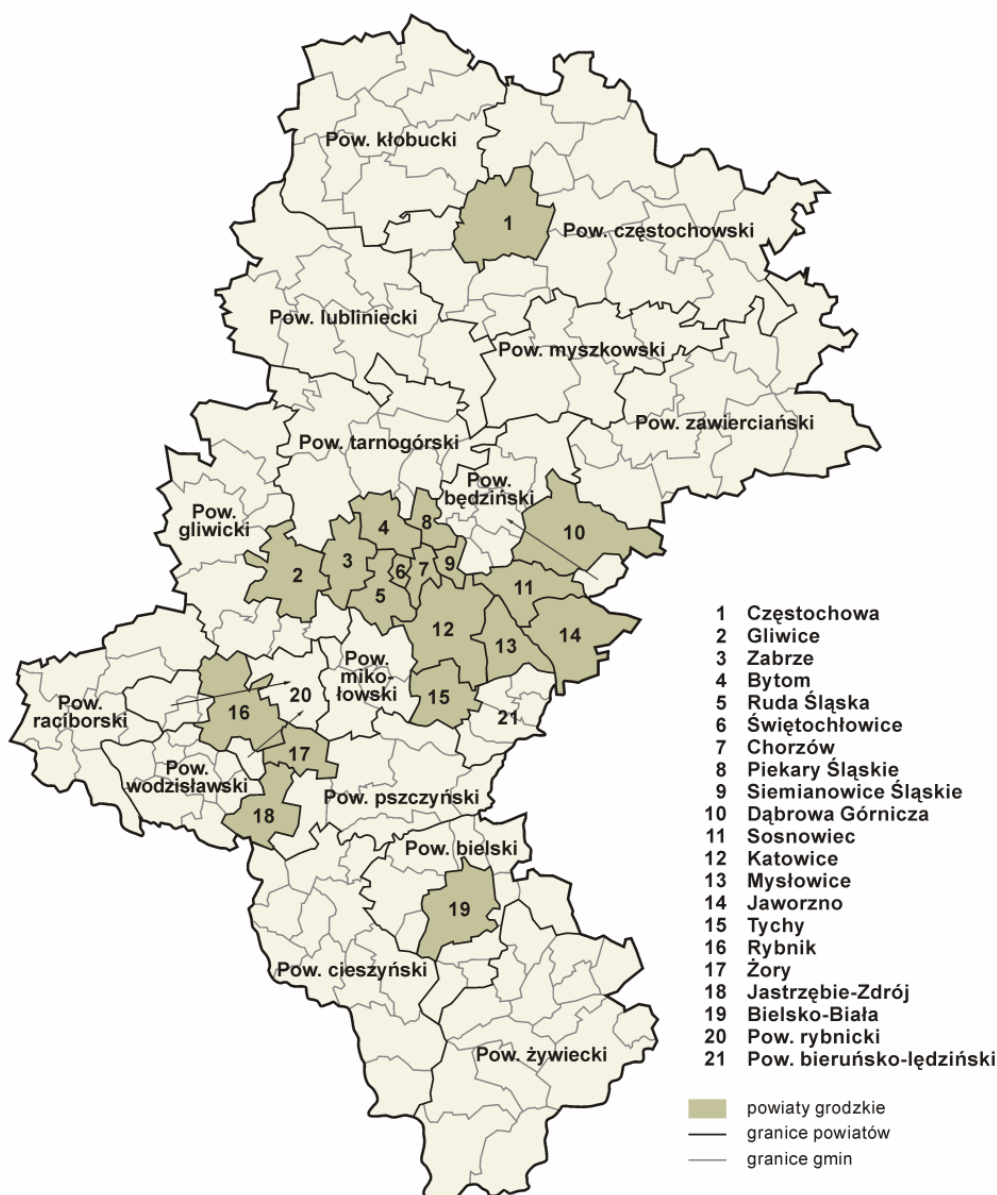 Pow. kłobucki
1
Pow. częstochowski
Pow. lubliniecki
Pow. myszkowski
Pow. zawierciański
Pow. tarnogórski
Pow.
będziński
Pow.
gliwicki
8
4
10
3
9
6
7
2
11
5
12
14
13
Pow.
miko-
łowski
20
15
Pow.
raciborski
16
21
17
Pow.
wodzisławski
Pow. pszczyński
18
Pow. bielski
19
Pow. cieszyński
Pow. żywiecki
1 Częstochowa
2 Gliwice
3 Zabrze
4 Bytom
5 Ruda Śląska
6 Świętochłowice
7 Chorzów
8 Piekary Śląskie
9 Siemianowice Śląskie
10 Dąbrowa Górnicza
11 Sosnowiec
12 Katowice
13 Mysłowice
14 Jaworzno
15 Tychy
16 Rybnik
17 Żory
18 Jastrzębie-Zdrój
19 Bielsko-Biała
20 Pow. rybnicki
21 Pow. bieruńsko-lędziński
powiaty grodzkie
granice powiatów
granice gmin